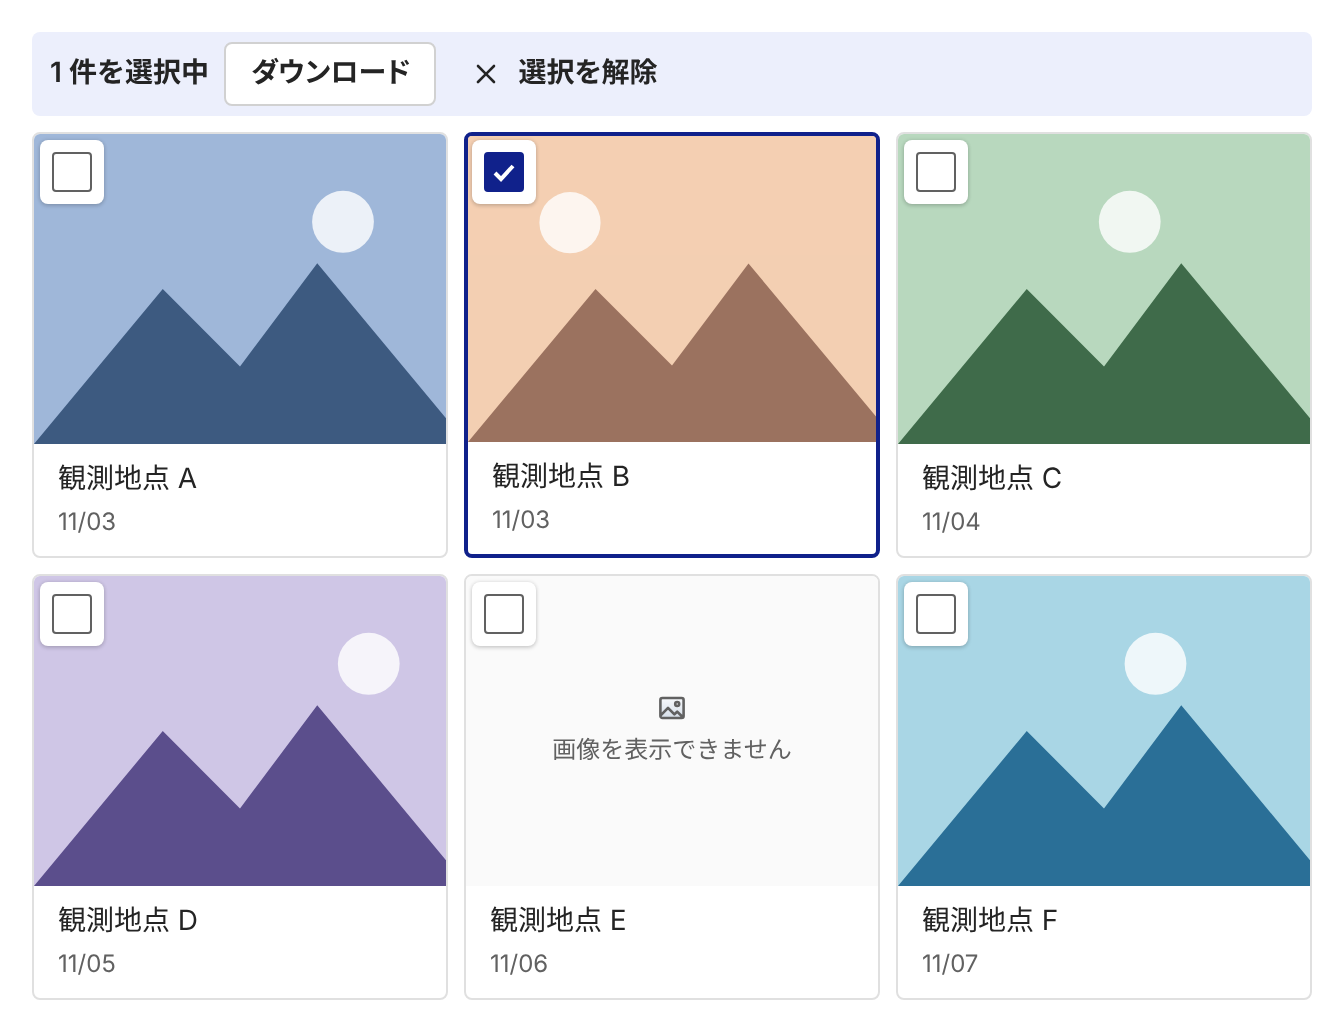 1 件を選択中 ダウンロード 選択を解除
観測地点 A
11/03
観測地点 B
11/03
観測地点 C
11/04
観測地点 D
11/05
画像を表示できません
観測地点 E
11/06
観測地点 F
11/07